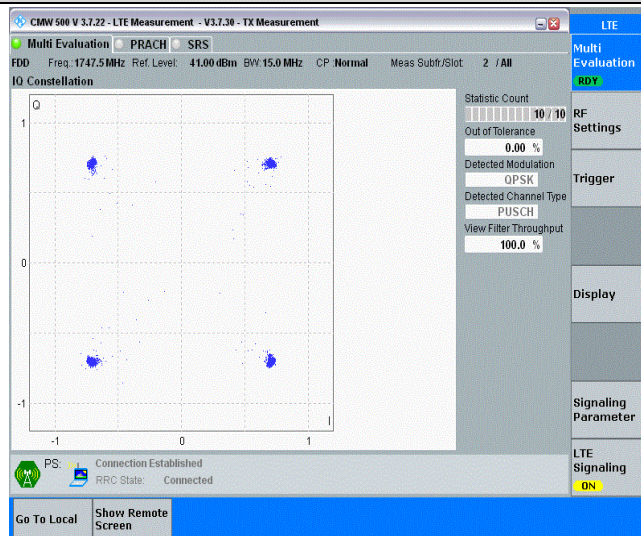 CMW 500 V 3.7.22 - LTE Measurement - V3.7.30 - TX Measurement
LTE
Multi Evaluation PRACH SRS
FDD Freq.:1747.5 MHz Ref. Level: 41.00 dBm BW:15.0 MHz CP :Normal Meas Subfr./Slot: 2 / All
IQ Constellation
Q
1
0
-1
I
-1 0 1
Statistic Count
10 / 10
Out of Tolerance
0.00 %
Detected Modulation
QPSK
Detected Channel Type
PUSCH
View Filter Throughput
100.0 %
Multi
Evaluation
RDY
RF
Settings
Trigger
Display
Signaling
Parameter
LTE
Signaling
ON
PS: Connection Established
RRC State: Connected
Go To Local
Show Remote
Screen